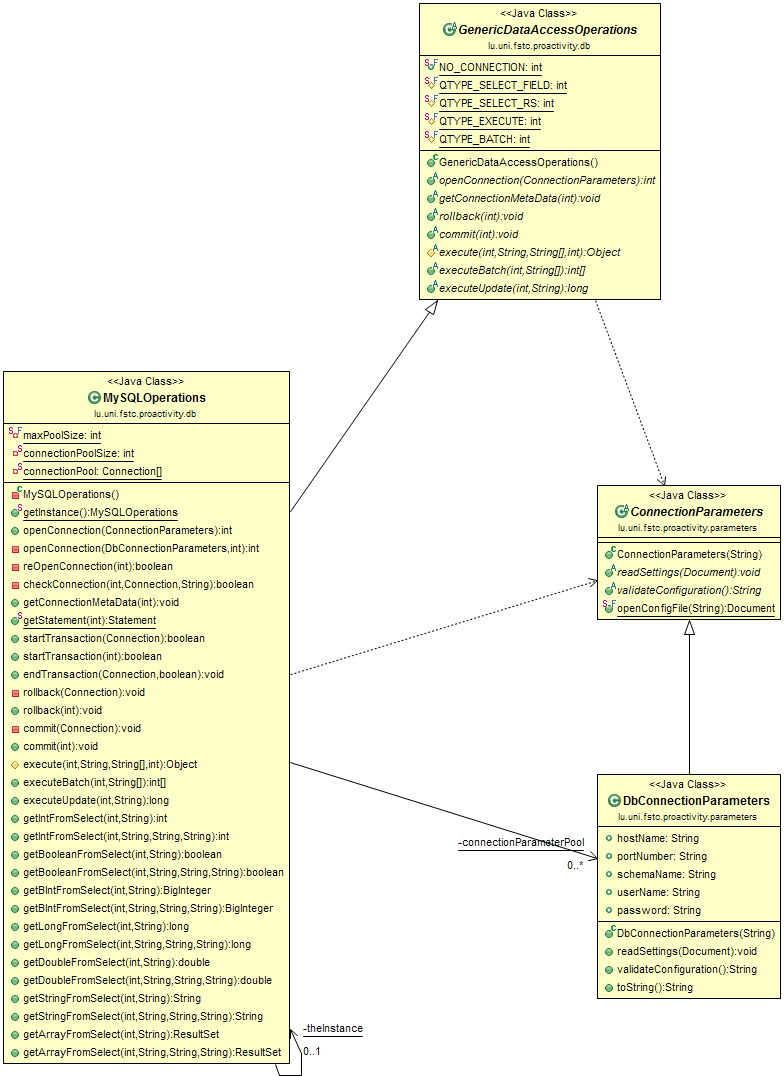 <<Java Class>>
GenericDataAccessOperations
lu.uni.fstc.proactivity.db
NO_CONNECTION: int
QTYPE_SELECT_FIELD: int
QTYPE_SELECT_RS: int
QTYPE_EXECUTE: int
QTYPE_BATCH: int
GenericDataAccessOperations()
openConnection(ConnectionParameters):int
getConnectionMetaData(int):void
rollback(int):void
commit(int):void
execute(int,String,String[],int):Object
executeBatch(int,String[]):int[]
executeUpdate(int,String):long
<<Java Class>>
MySQLOperations
lu.uni.fstc.proactivity.db
maxPoolSize: int
connectionPoolSize: int
connectionPool: Connection[]
MySQLOperations()
getInstance():MySQLOperations
openConnection(ConnectionParameters):int
openConnection(DbConnectionParameters,int):int
reOpenConnection(int):boolean
checkConnection(int,Connection,String):boolean
getConnectionMetaData(int):void
getStatement(int):Statement
startTransaction(Connection):boolean
startTransaction(int):boolean
endTransaction(Connection,boolean):void
rollback(Connection):void
rollback(int):void
commit(Connection):void
commit(int):void
execute(int,String,String[],int):Object
executeBatch(int,String[]):int[]
executeUpdate(int,String):long
getIntFromSelect(int,String):int
getIntFromSelect(int,String,String,String):int
getBooleanFromSelect(int,String):boolean
getBooleanFromSelect(int,String,String,String):boolean
getBIntFromSelect(int,String):BigInteger
getBIntFromSelect(int,String,String,String):BigInteger
getLongFromSelect(int,String):long
getLongFromSelect(int,String,String,String):long
getDoubleFromSelect(int,String):double
getDoubleFromSelect(int,String,String,String):double
getStringFromSelect(int,String):String
getStringFromSelect(int,String,String,String):String
getArrayFromSelect(int,String):ResultSet
getArrayFromSelect(int,String,String,String):ResultSet
-theInstance
0..1
<<Java Class>>
ConnectionParameters
lu.uni.fstc.proactivity.parameters
ConnectionParameters(String)
readSettings(Document):void
validateConfiguration():String
openConfigFile(String):Document
-connectionParameterPool
0..*
<<Java Class>>
DbConnectionParameters
lu.uni.fstc.proactivity.parameters
hostName: String
portNumber: String
schemaName: String
userName: String
password: String
DbConnectionParameters(String)
readSettings(Document):void
validateConfiguration():String
toString():String